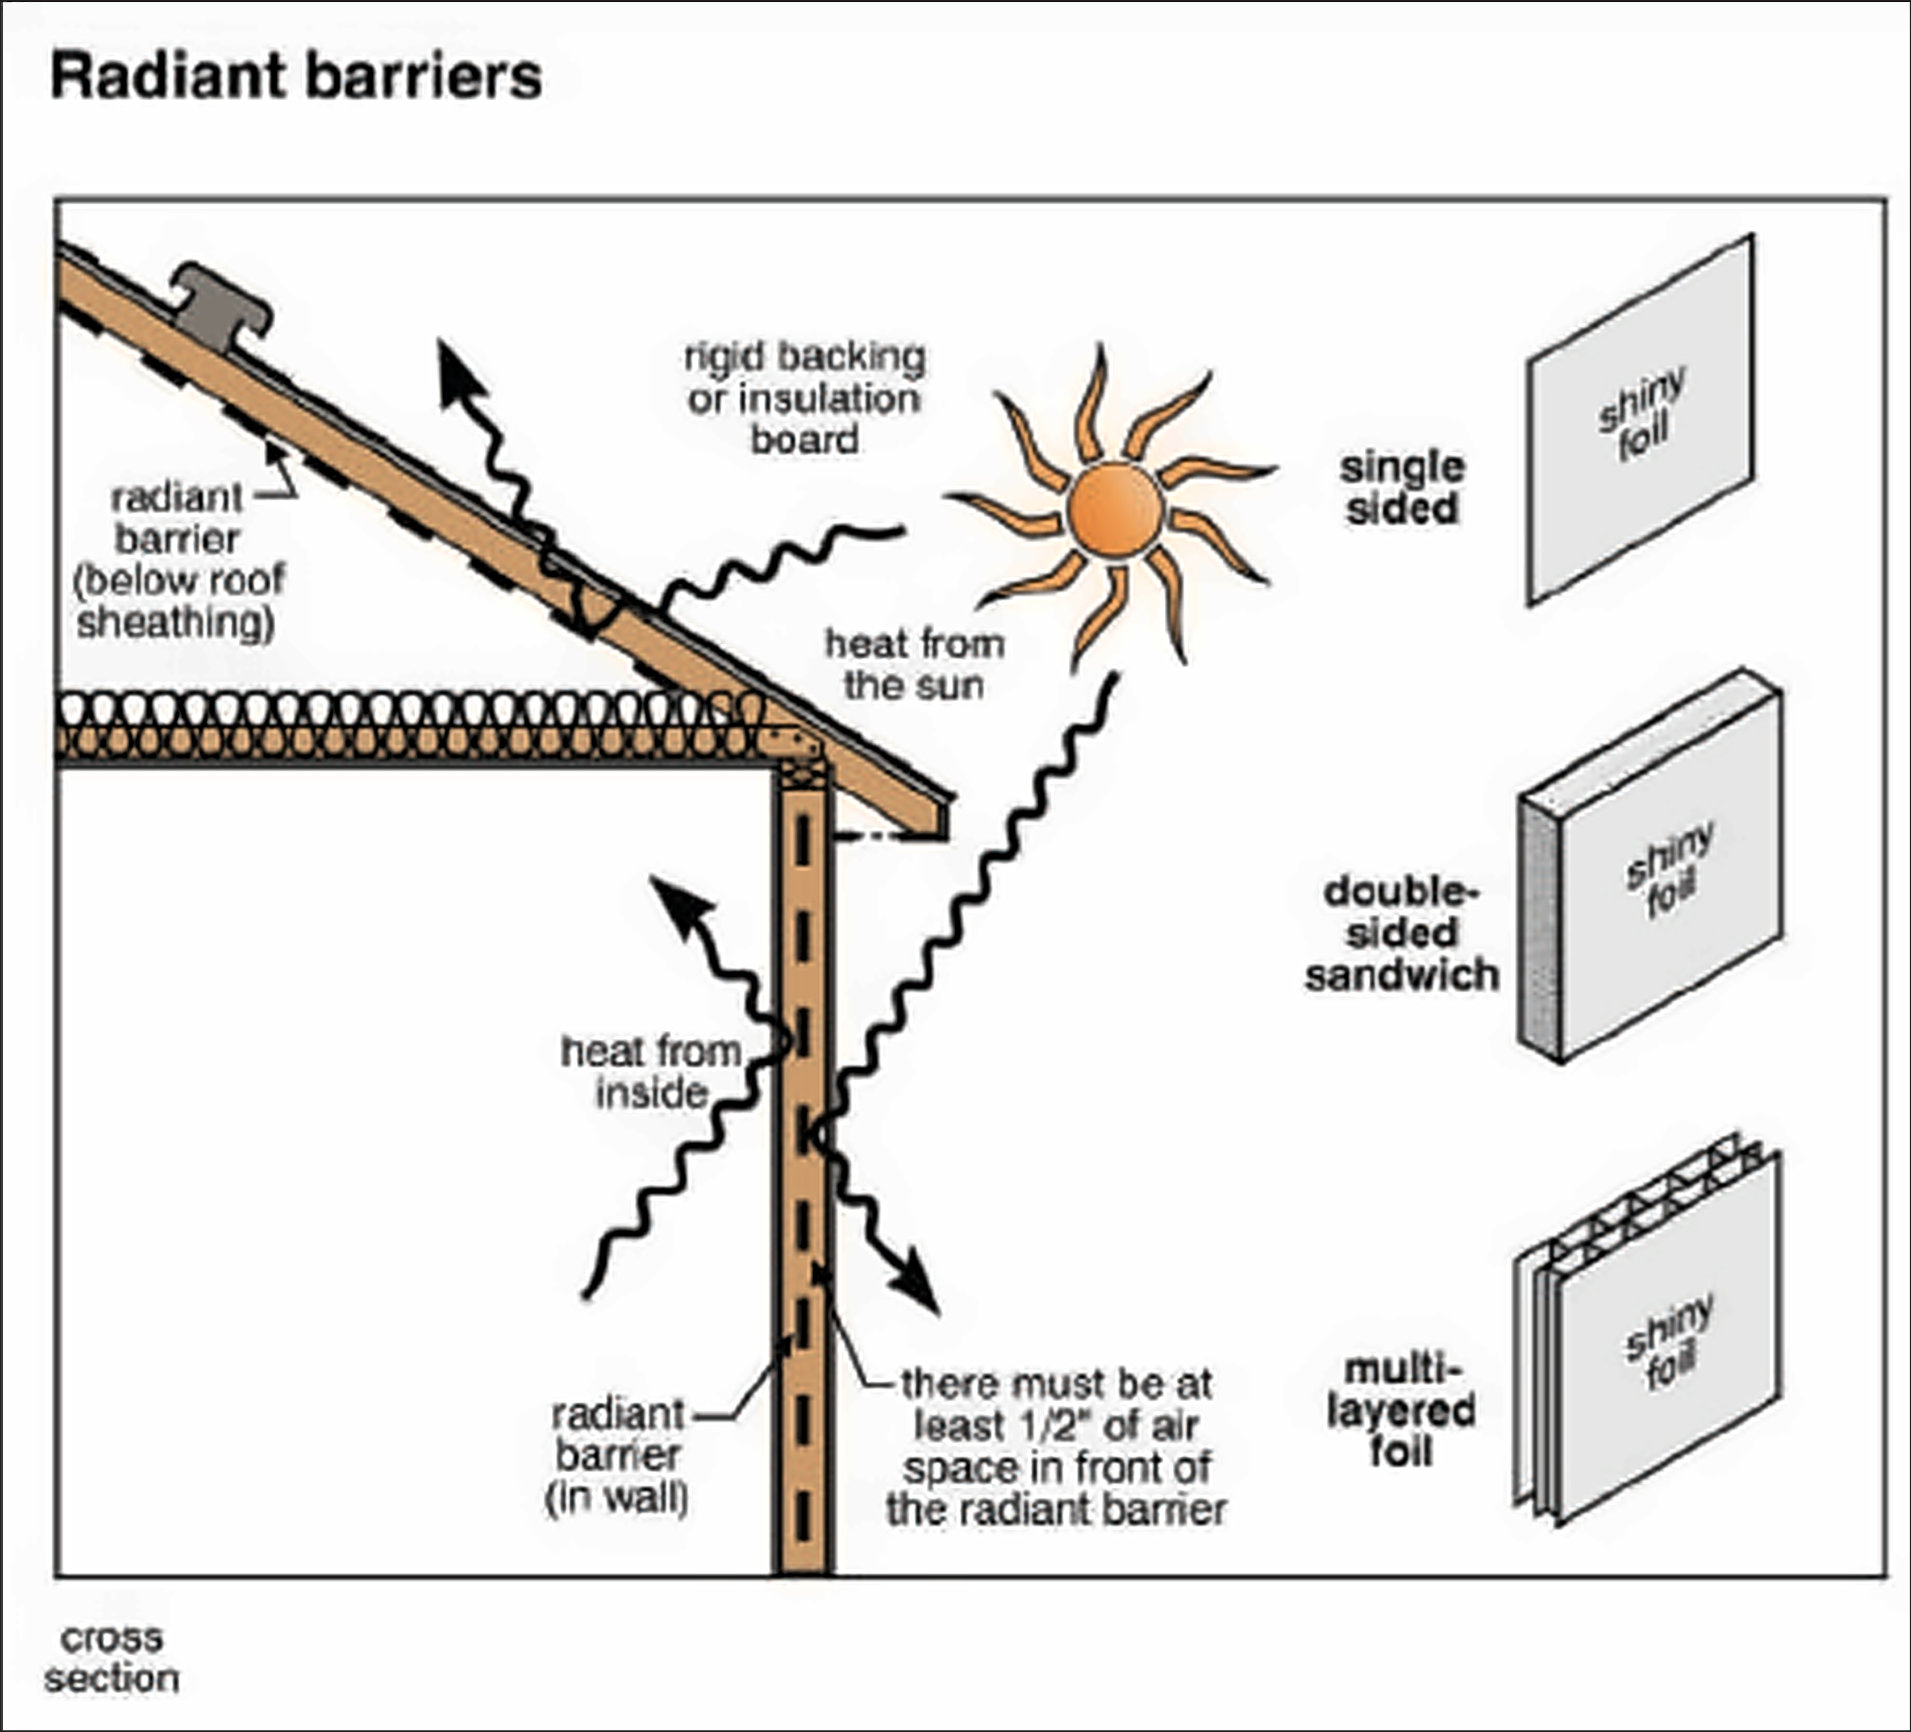 Radiant barriers
rigid backing
or insulation
board
radiant
barrier
(below roof
sheathing)
heat from
the sun
single
sided
shiny
foil
double-
sided
sandwich
shiny
foil
heat from
inside
radiant
barrier
(in wall)
there must be at
least 1/2" of air
space in front of
the radiant barrier
multi-
layered
foil
shiny
foil
cross
section